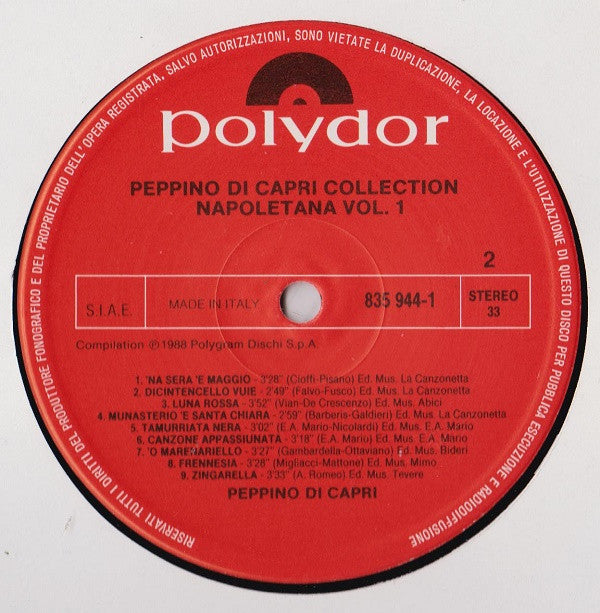 RISERVATI TUTTI I DIRITTI DEL PRODUTTORE FONOGRAFICO E DEL PROPRIETARIO DELL'OPERA REGISTRATA, SALVO AUTORIZZAZIONI, SONO VIETATE LA DUPLICAZIONE, LA LOCAZIONE E L'UTILIZZAZIONE DI QUESTO DISCO PER PUBBLICA ESECUZIONE E RADIODIFFUSIONE
polydor
PEPPINO DI CAPRI COLLECTION
NAPOLETANA VOL. 1
2
S.I.A.E. MADE IN ITALY 835 944-1 STEREO
33
Compilation ℗ 1988 Polygram Dischi S.p.A.
1. 'NA SERA 'E MAGGIO - 3'28" (Cioffi-Pisano) Ed. Mus. La Canzonetta
2. DICINTENCELLO VUIE - 2'49" (Falvo-Fusco) Ed. Mus. La Canzonetta
3. LUNA ROSSA - 3'52" (Vian-De Crescenzo) Ed. Mus. Abici
4. MUNASTERIO 'E SANTA CHIARA - 2'59" (Barberis-Galdieri) Ed. Mus. La Canzonetta
5. TAMURRIATA NERA - 3'02" (E.A. Mario-Nicolardi) Ed. Mus. E.A. Mario
6. CANZONE APPASSIUNATA - 3'18" (E.A. Mario) Ed. Mus. E.A. Mario
7. 'O MARENARIELLO - 3'27" (Gambardella-Ottaviano) Ed. Mus. Bideri
8. FRENNESIA - 3'28" (Migliacci-Mattone) Ed. Mus. Mimo
9. ZINGARELLA - 3'33" (A. Romeo) Ed. Mus. Tevere
PEPPINO DI CAPRI